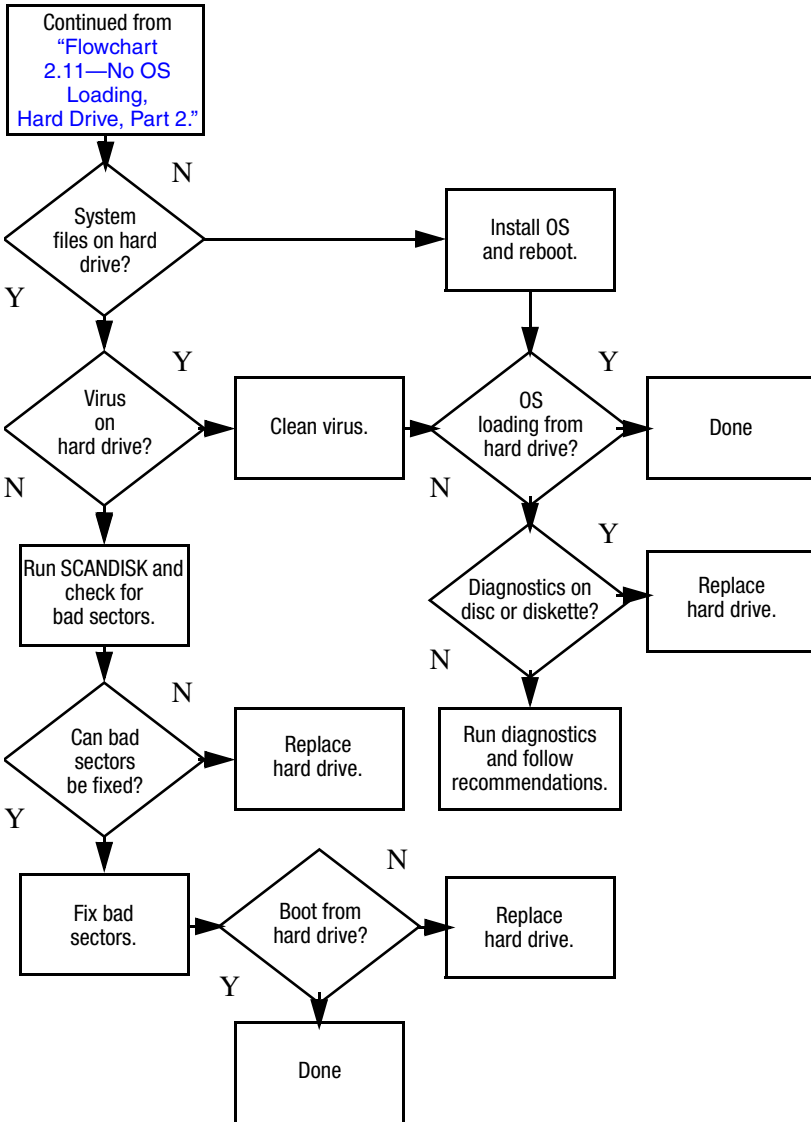 Continued from
“Flowchart
2.11—No OS
Loading,
Hard Drive, Part 2.”
N
System
files on hard
drive?
Install OS
and reboot.
Y
Y
Virus
on
hard drive?
Clean virus.
Y
OS
loading from
hard drive?
Done
N
N
Run SCANDISK and
check for
bad sectors.
Y
Diagnostics on
disc or diskette?
Replace
hard drive.
N
N
Can bad
sectors
be fixed?
Replace
hard drive.
Run diagnostics
and follow
recommendations.
Y
Fix bad
sectors.
N
Boot from
hard drive?
Replace
hard drive.
Y
Done